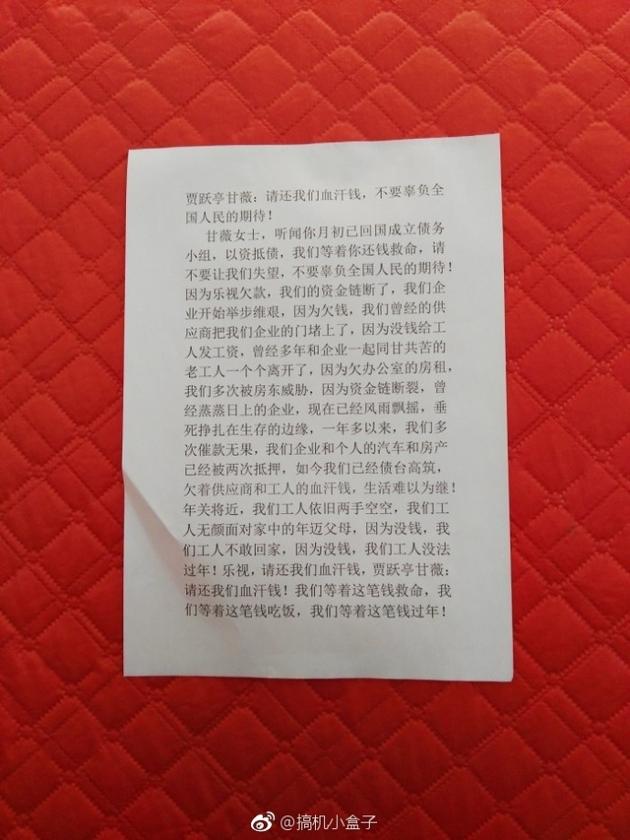 贾跃亭甘薇：请还我们血汗钱，不要辜负全
国人民的期待！
甘薇女士，听闻你月初已回国成立债务
小组，以资抵债，我们等着你还钱救命，请
不要让我们失望，不要辜负全国人民的期待！
因为乐视欠款，我们的资金链断了，我们企
业开始举步维艰，因为欠钱，我们曾经的供
应商把我们企业的门堵上了，因为没钱给工
人发工资，曾经多年和企业一起同甘共苦的
老工人一个个离开了，因为欠办公室的房租，
我们多次被房东威胁，因为资金链断裂，曾
经蒸蒸日上的企业，现在已经风雨飘摇，垂
死挣扎在生存的边缘，一年多以来，我们多
次催款无果，我们企业和个人的汽车和房产
已经被两次抵押，如今我们已经债台高筑，
欠着供应商和工人的血汗钱，生活难以为继！
年关将近，我们工人依旧两手空空，我们工
人无颜面对家中的年迈父母，因为没钱，我
们工人不敢回家，因为没钱，我们工人没法
过年！乐视，请还我们血汗钱，贾跃亭甘薇：
请还我们血汗钱！我们等着这笔钱救命，我
们等着这笔钱吃饭，我们等着这笔钱过年！
@搞机小盒子